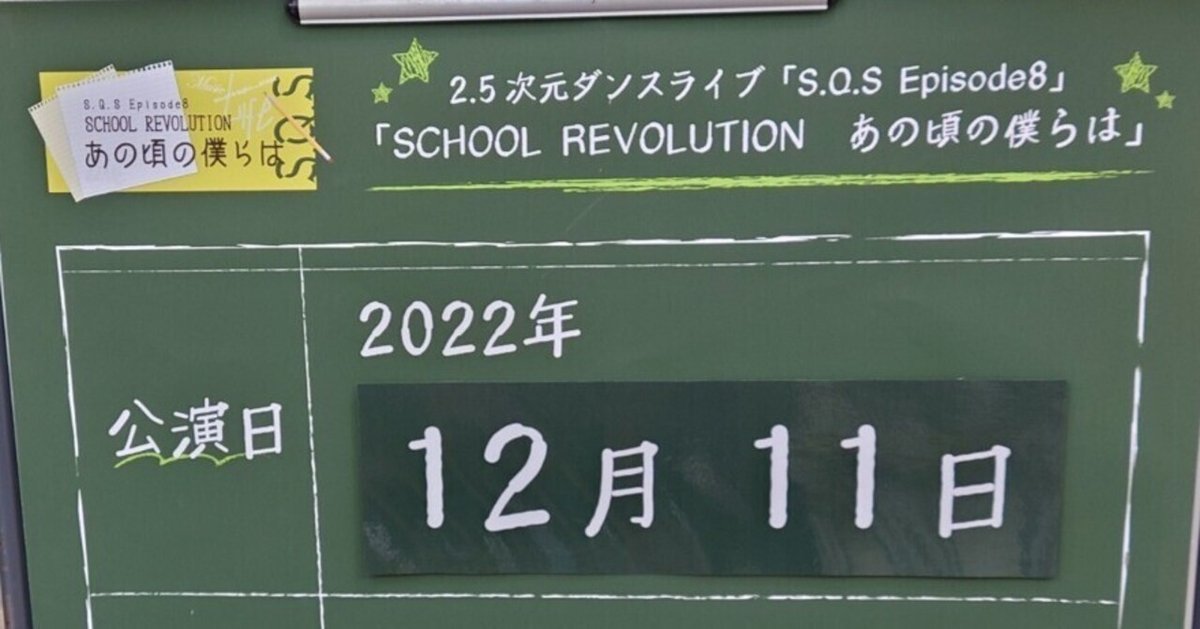 S.Q.S Episode8
SCHOOL REVOLUTION
あの頃の僕らは
SQS
2.5次元ダンスライブ「S.Q.S Episode8」
「SCHOOL REVOLUTION あの頃の僕らは」
2022年
公演日
12月 11日